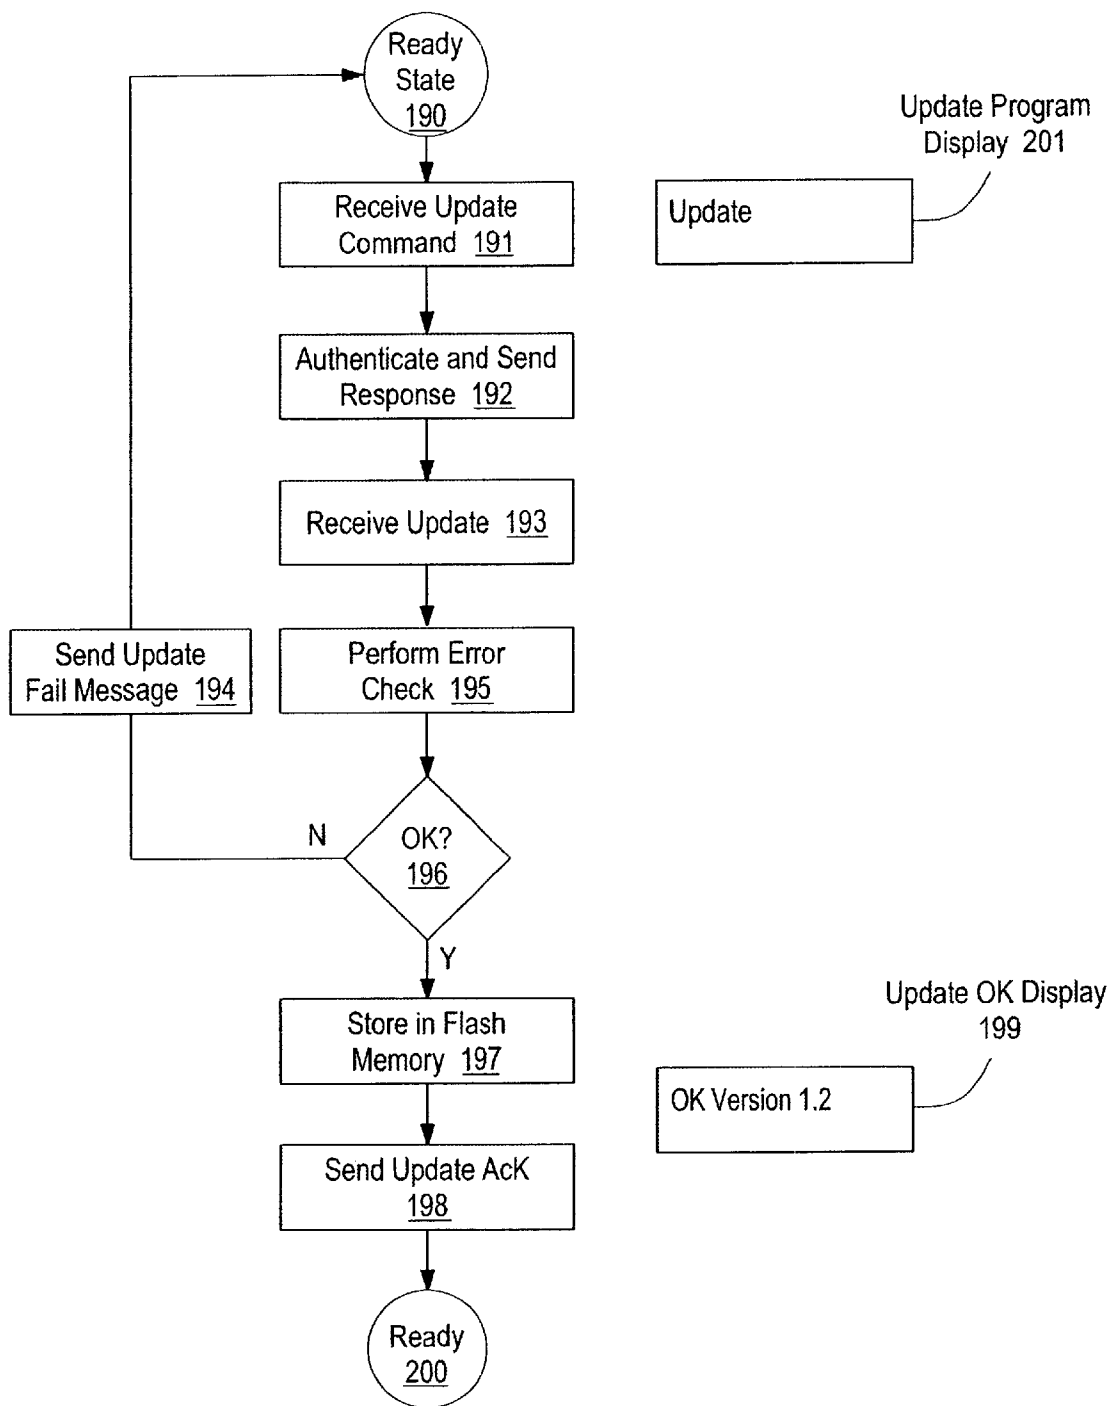 Ready
State
190
Update Program
Display 201
Receive Update
Command 191
Update
Authenticate and Send
Response 192
Receive Update 193
Send Update
Fail Message 194
Perform Error
Check 195
N
OK?
196
Y
Store in Flash
Memory 197
Update OK Display
199
OK Version 1.2
Send Update AcK
198
Ready
200